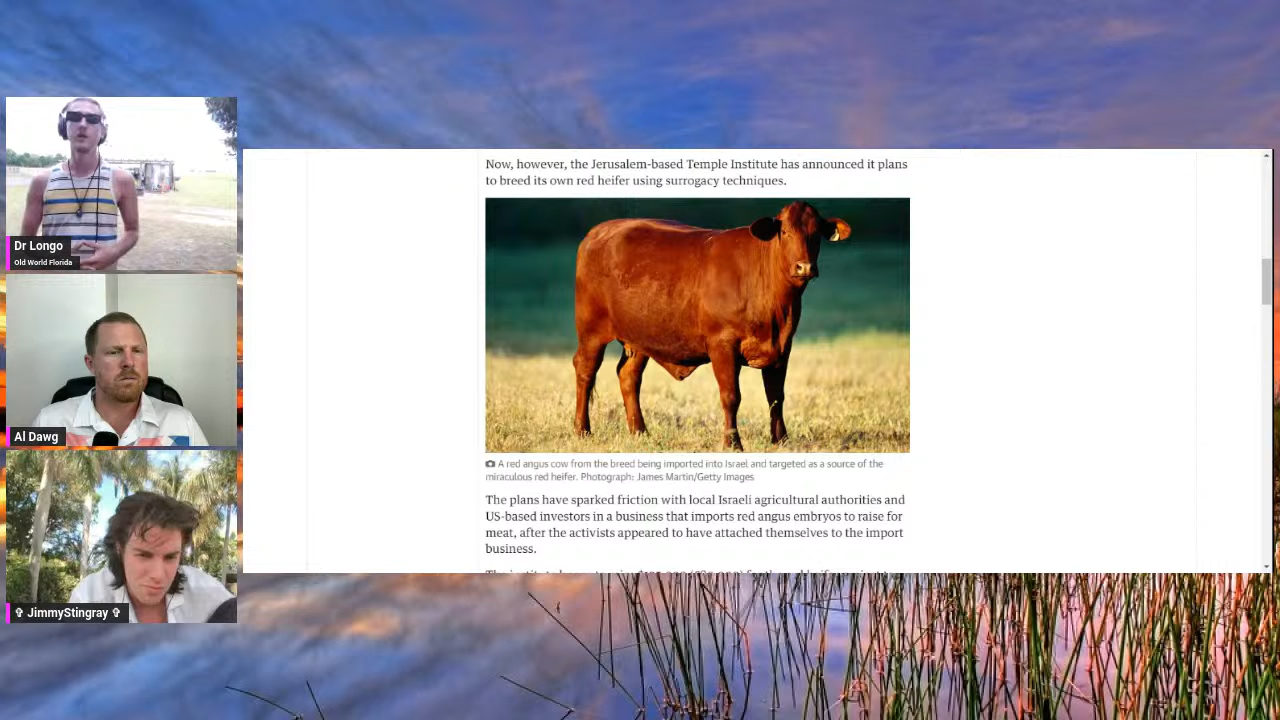 Dr Longo
Old World Florida
Al Dawg
✞ JimmyStingray ✞
Now, however, the Jerusalem-based Temple Institute has announced it plans
to breed its own red heifer using surrogacy techniques.
A red angus cow from the breed being imported into Israel and targeted as a source of the
miraculous red heifer. Photograph: James Martin/Getty Images
The plans have sparked friction with local Israeli agricultural authorities and
US-based investors in a business that imports red angus embryos to raise for
meat, after the activists appeared to have attached themselves to the import
business.